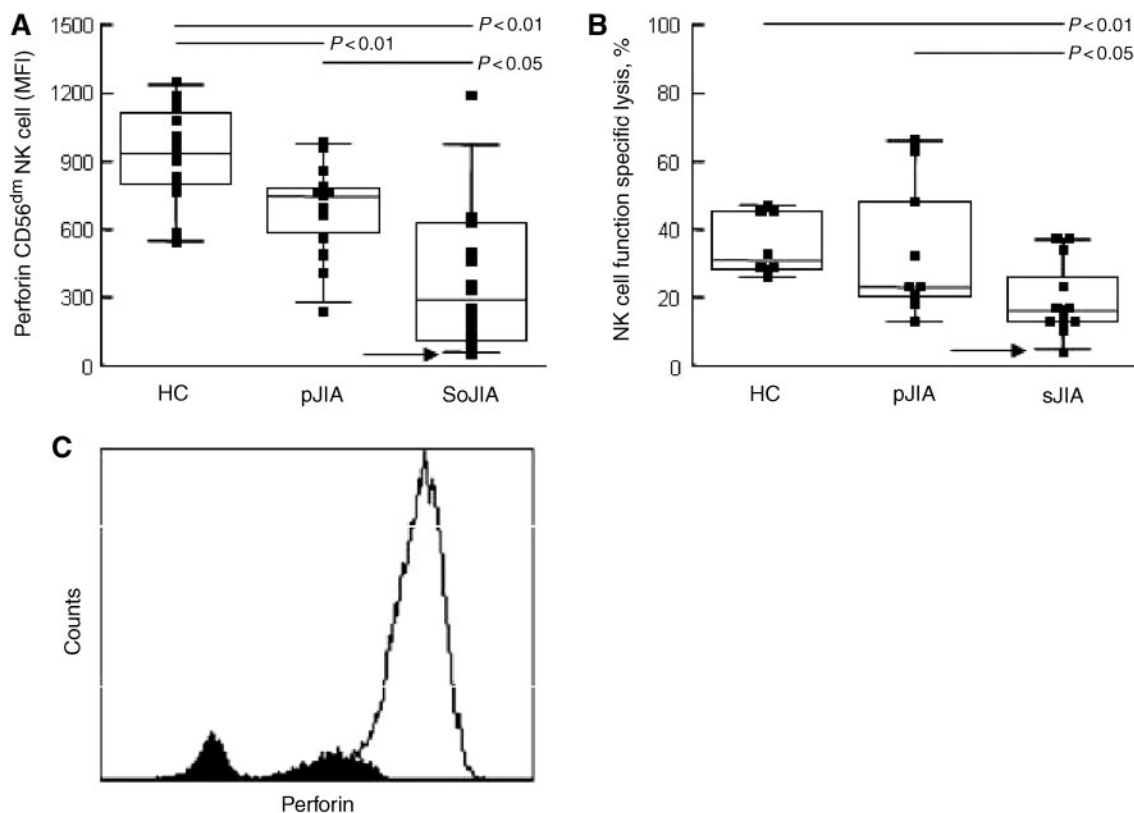 A
Perforin CD56dm NK cell (MFI)
1500
1200
900
600
300
0
P<0.01
P<0.01
P<0.05
HC
pJIA
SoJIA
B
NK cell function specifid lysis, %
100
80
60
40
20
0
P<0.01
P<0.05
HC
pJIA
sJIA
C
Counts
Perforin